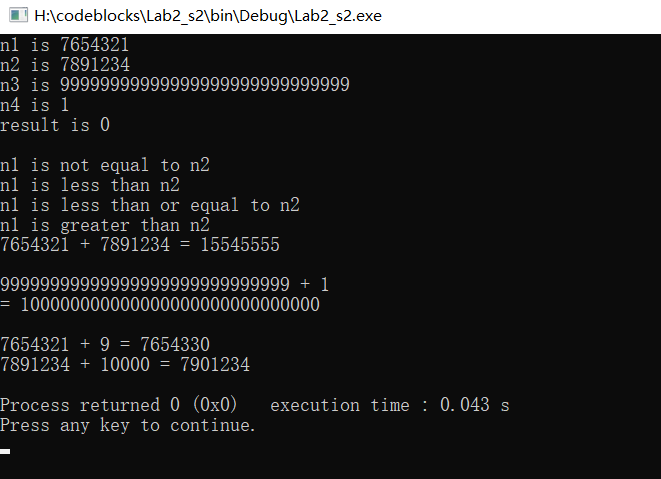 H:\codeblocks\Lab2_s2\bin\Debug\Lab2_s2.exe
n1 is 7654321
n2 is 7891234
n3 is 99999999999999999999999999999
n4 is 1
result is 0
n1 is not equal to n2
n1 is less than n2
n1 is less than or equal to n2
n1 is greater than n2
7654321 + 7891234 = 15545555
99999999999999999999999999999 + 1
= 100000000000000000000000000000
7654321 + 9 = 7654330
7891234 + 10000 = 7901234
Process returned 0 (0x0)   execution time : 0.043 s
Press any key to continue.